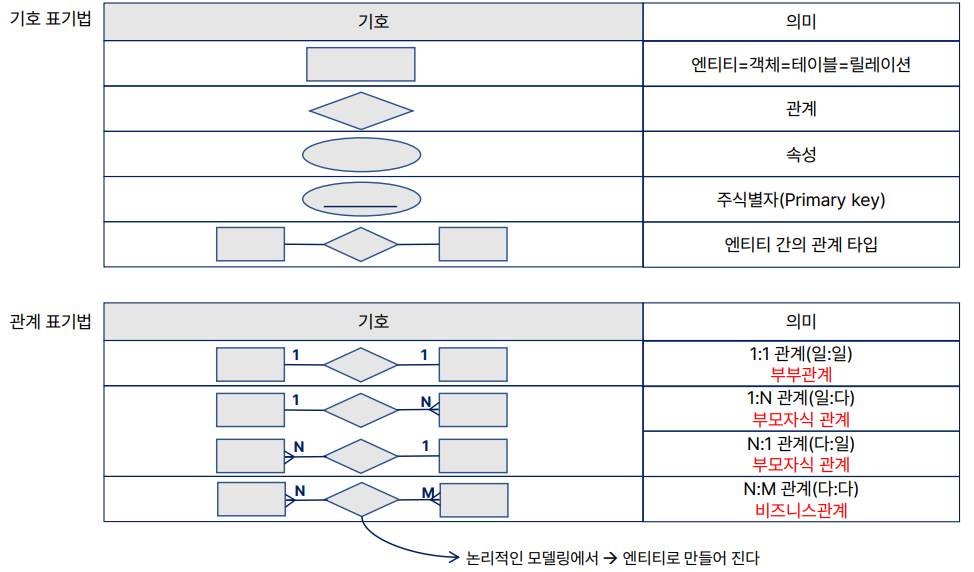 기호 표기법
기호
의미
엔티티=객체=테이블=릴레이션
관계
속성
주식별자(Primary key)
엔티티 간의 관계 타입
관계 표기법
기호
의미
1
1
1:1 관계(일:일)
부부관계
1
N
1:N 관계(일:다)
부모자식 관계
N
1
N:1 관계(다:일)
부모자식 관계
N
M
N:M 관계(다:다)
비즈니스관계
논리적인 모델링에서 → 엔티티로 만들어 진다